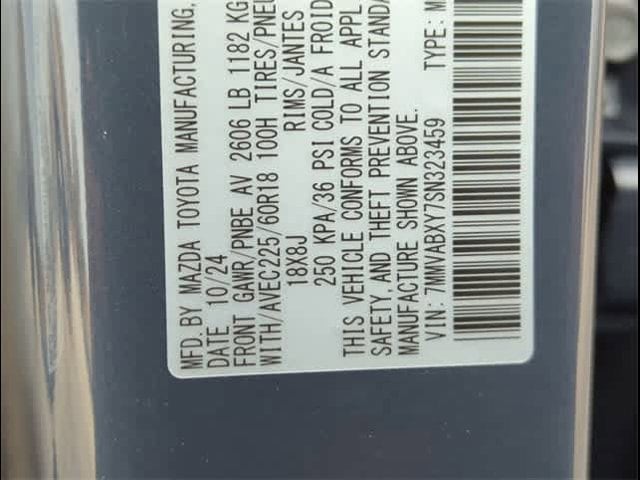 MFD. BY MAZDA TOYOTA MANUFACTURING,
DATE 10/24
FRONT GAWR/PNBE AV 2606 LB 1182 KG
WITH/AVEC225/60R18 100H TIRES/PNEU
18X8J RIMS/JANTES
250 KPA/36 PSI COLD/A FROID
THIS VEHICLE CONFORMS TO ALL APPL
SAFETY AND THEFT PREVENTION STANDA
MANUFACTURE SHOWN ABOVE.
VIN: 7MMVABXY7SN323459 TYPE: M